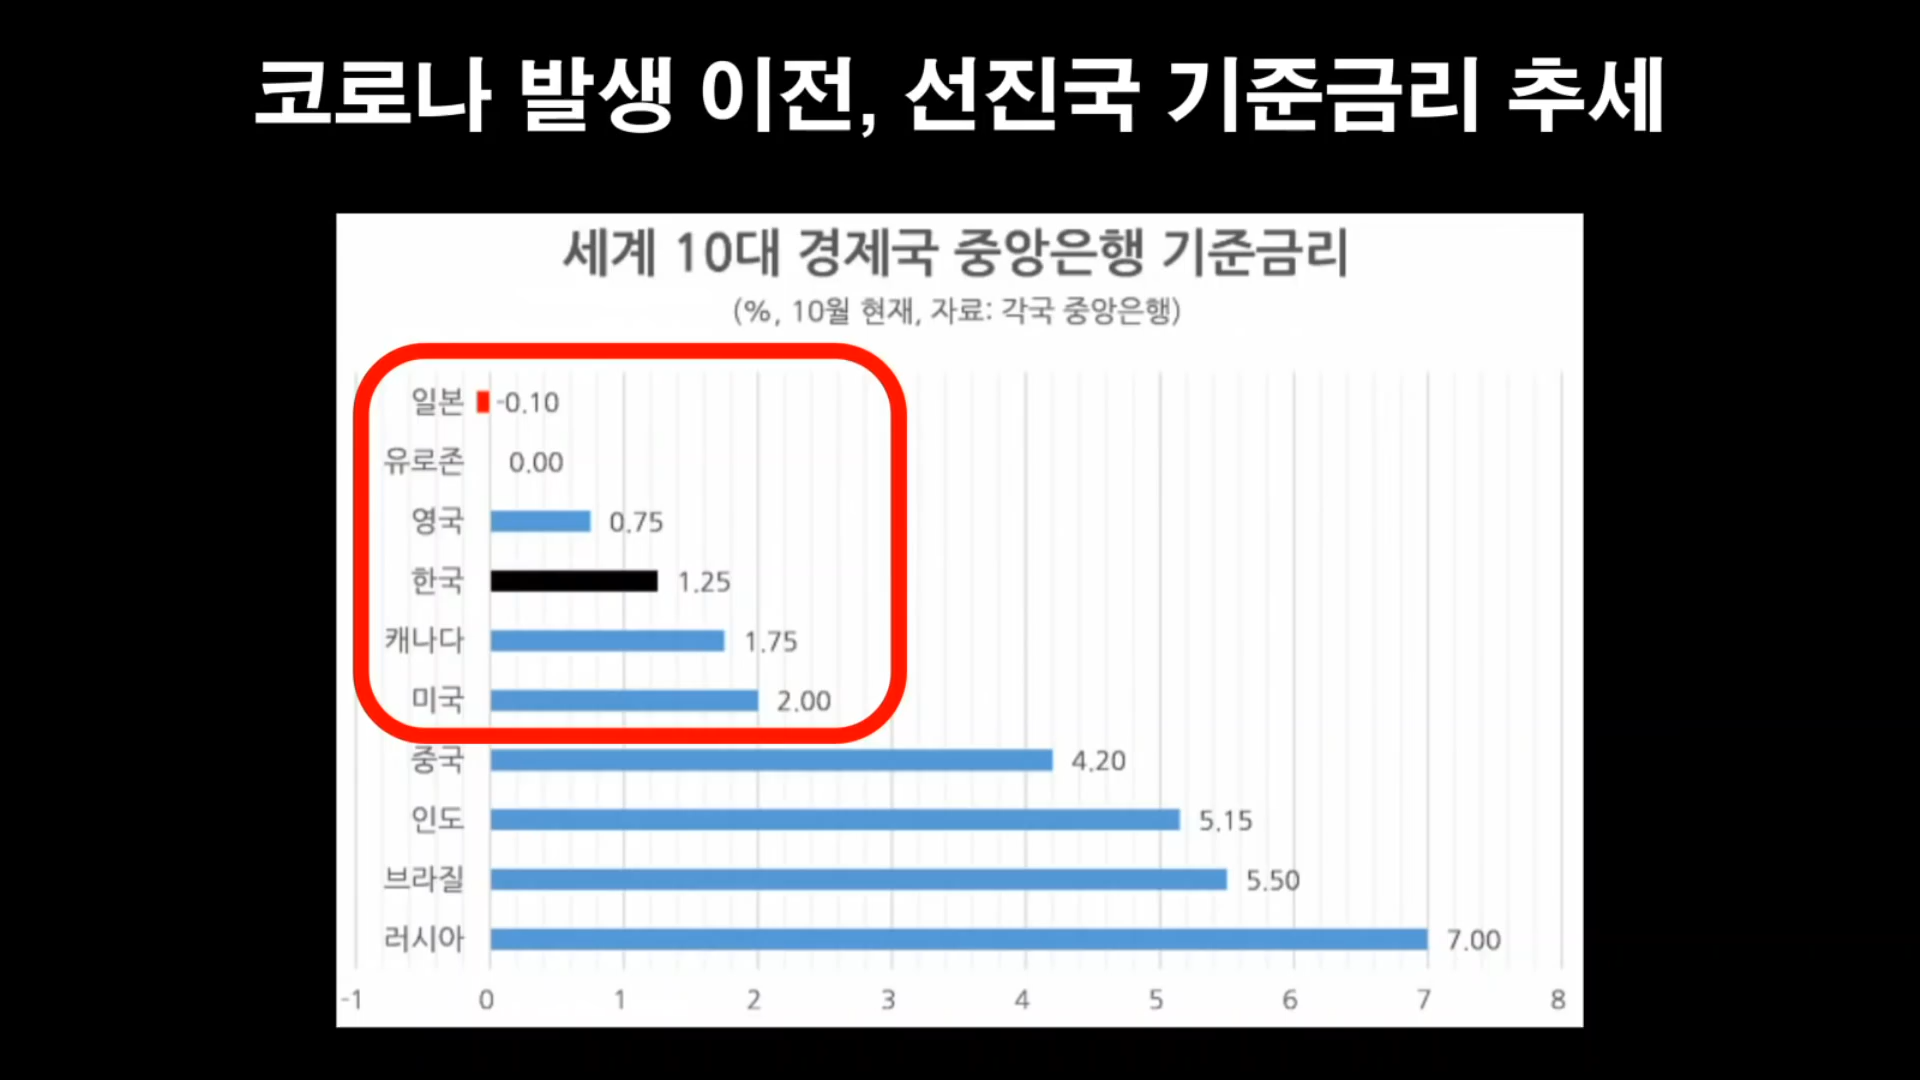 코로나 발생 이전, 선진국 기준금리 추세
세계 10대 경제국 중앙은행 기준금리
(%, 10월 현재, 자료: 각국 중앙은행)
일본 -0.10
유로존 0.00
영국 0.75
한국 1.25
캐나다 1.75
미국 2.00
중국 4.20
인도 5.15
브라질 5.50
러시아 7.00
-1 0 1 2 3 4 5 6 7 8